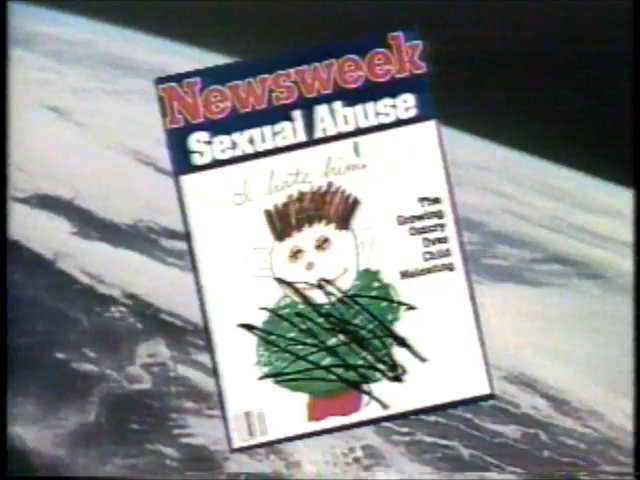 Newsweek
Sexual Abuse
I hate him!
The
Growing
Outcry
Over
Child
Molesting